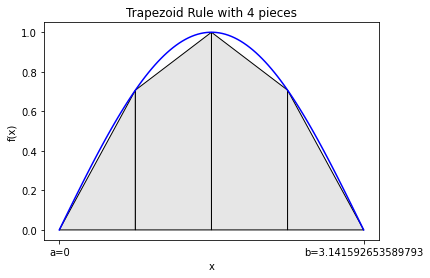 Trapezoid Rule with 4 pieces
1.0
0.8
0.6
0.4
0.2
0.0
f(x)
a=0
b=3.141592653589793
x